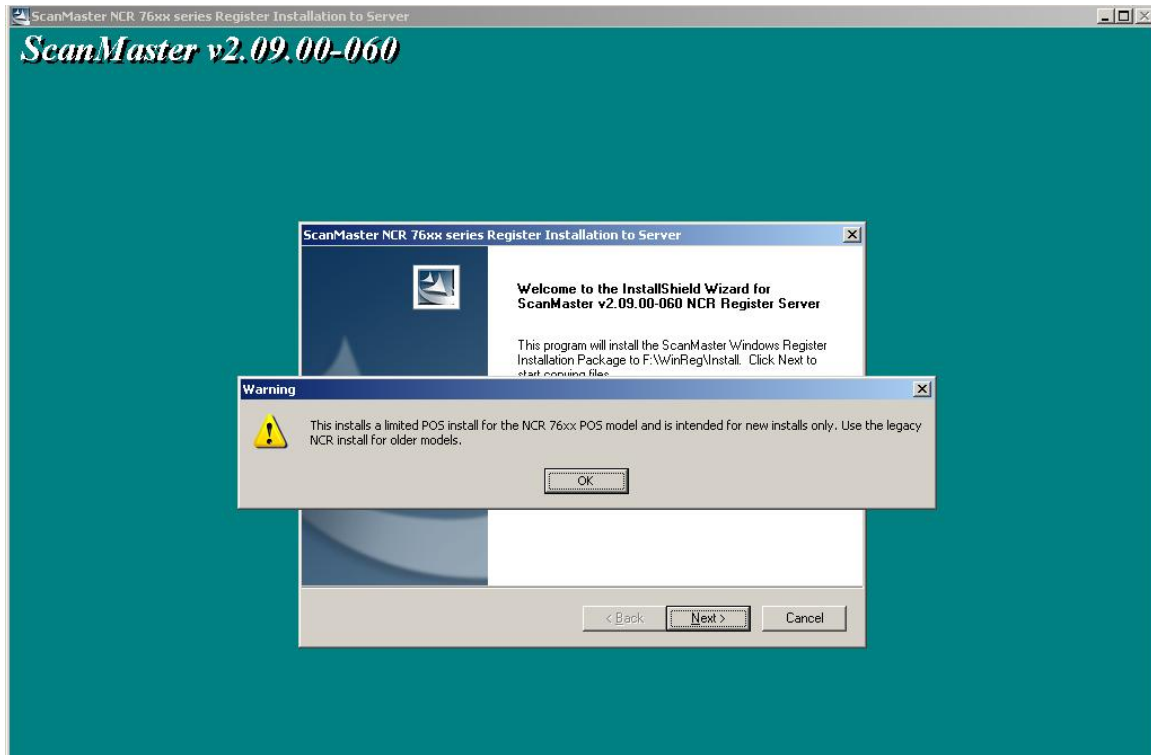 ScanMaster NCR 76xx series Register Installation to Server
ScanMaster v2.09.00-060
ScanMaster NCR 76xx series Register Installation to Server
Welcome to the InstallShield Wizard for
ScanMaster v2.09.00-060 NCR Register Server
This program will install the ScanMaster Windows Register
Installation Package to F:\WinReg\Install. Click Next to
start copying files.
Warning
This installs a limited POS install for the NCR 76xx POS model and is intended for new installs only. Use the legacy
NCR install for older models.
OK
< Back
Next >
Cancel